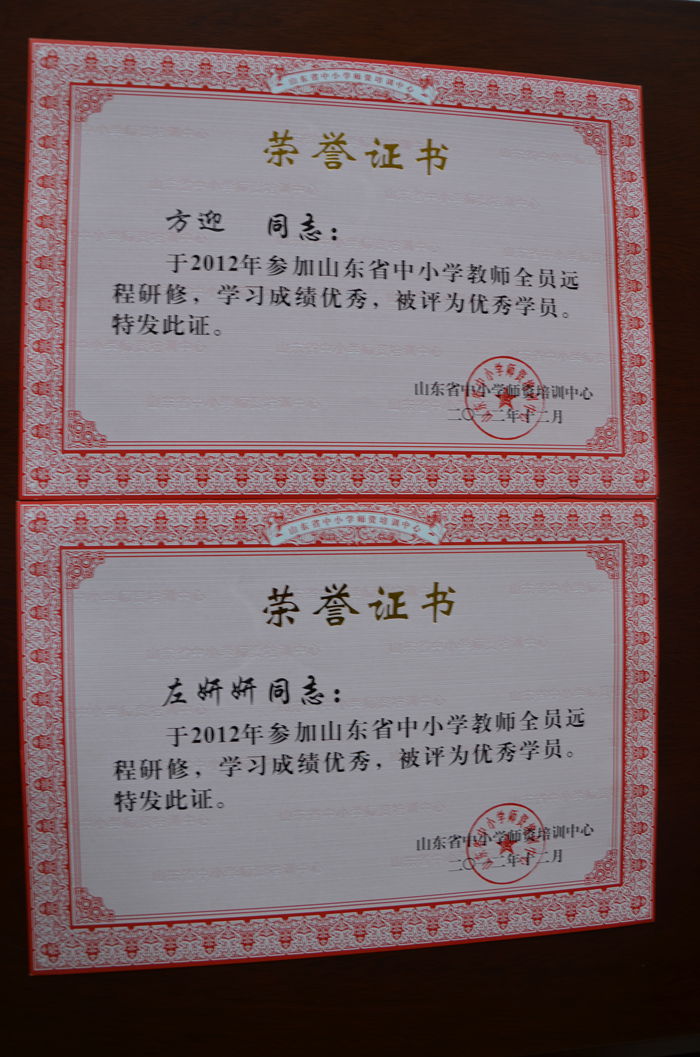 山东省中小学师资培训中心
荣誉证书
方迎 同志：
于2012年参加山东省中小学教师全员远
程研修，学习成绩优秀，被评为优秀学员。
特发此证。
山东省中小学师资培训中心
二〇一二年十二月
山东省中小学师资培训中心
荣誉证书
左妍妍同志：
于2012年参加山东省中小学教师全员远
程研修，学习成绩优秀，被评为优秀学员。
特发此证。
山东省中小学师资培训中心
二〇一二年十二月